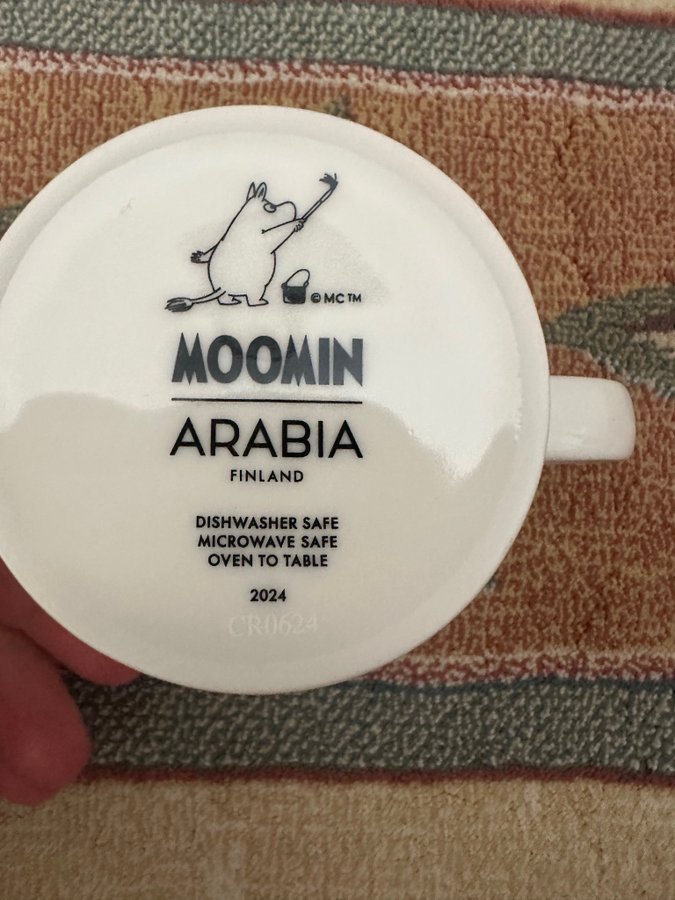 © MC ™
MOOMIN
ARABIA
FINLAND
DISHWASHER SAFE
MICROWAVE SAFE
OVEN TO TABLE
2024
CR0624